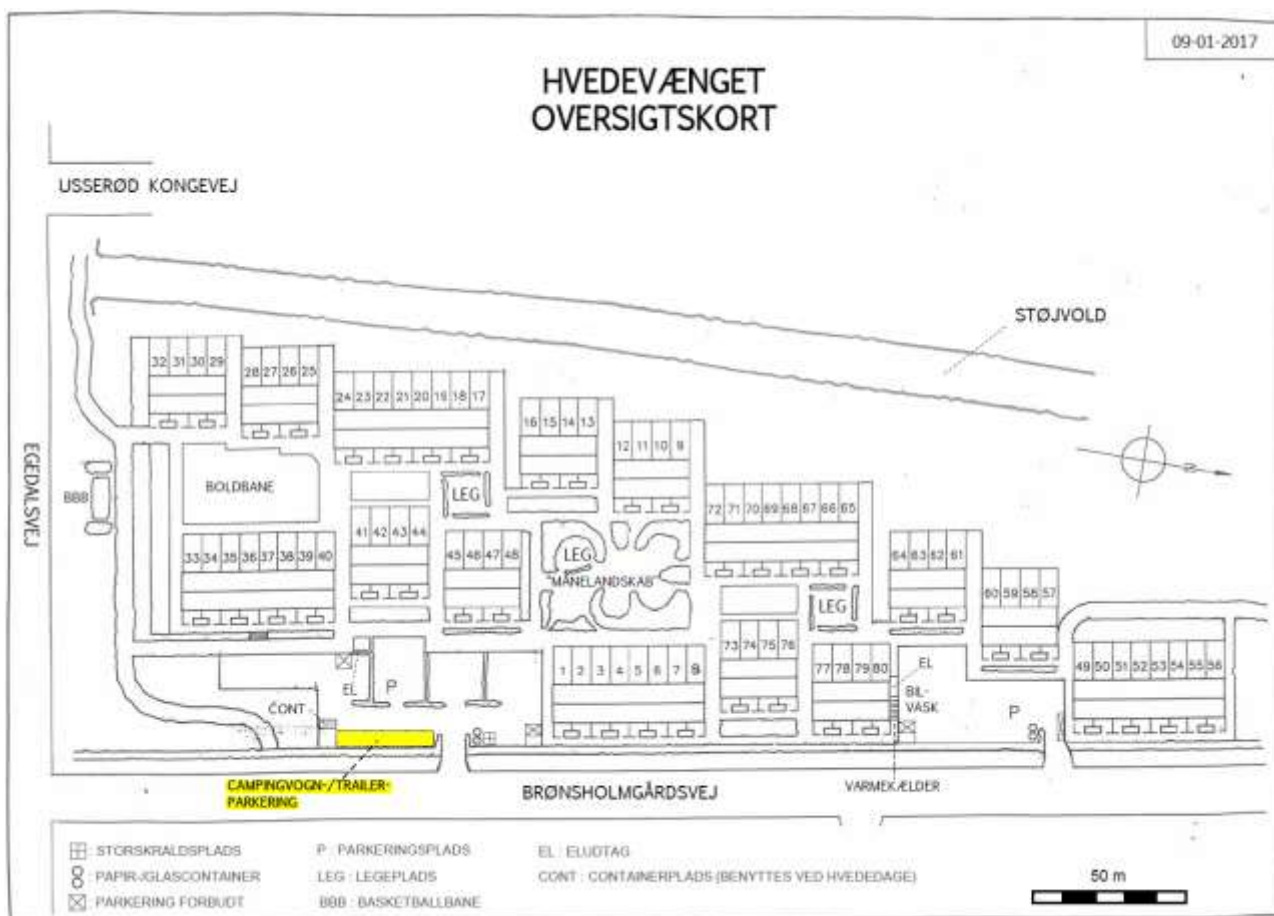 09-01-2017
HVEDEVÆNGET
OVERSIGTSKORT
USSERØD KONGEVEJ
STØJVOLD
32 31 30 29
28 27 26 25
24 23 22 21 20 19 18 17
16 15 14 13
12 11 10 9
N
EGEDALSVEJ
BBB
BOLDBANE
LEG
72 71 70 69 68 67 66 65
41 42 43 44
33 34 35 36 37 38 39 40
45 46 47 48
LEG
"MÅNELANDSKAB"
64 63 62 61
60 59 58 57
LEG
73 74 75 76
1 2 3 4 5 6 7 8
77 78 79 80
49 50 51 52 53 54 55 56
EL
P
EL
BIL-
VASK
P
CONT
CAMPINGVOGN-/TRAILER-
PARKERING
BRØNSHOLMGÅRDSVEJ
VARMEKÆLDER
: STORSKRALDSPLADS
P : PARKERINGSPLADS
EL : ELUDTAG
: PAPIR-/GLASCONTAINER
LEG : LEGEPLADS
CONT : CONTAINERPLADS (BENYTTES VED HVEDEDAGE)
: PARKERING FORBUDT
BBB : BASKETBALLBANE
50 m